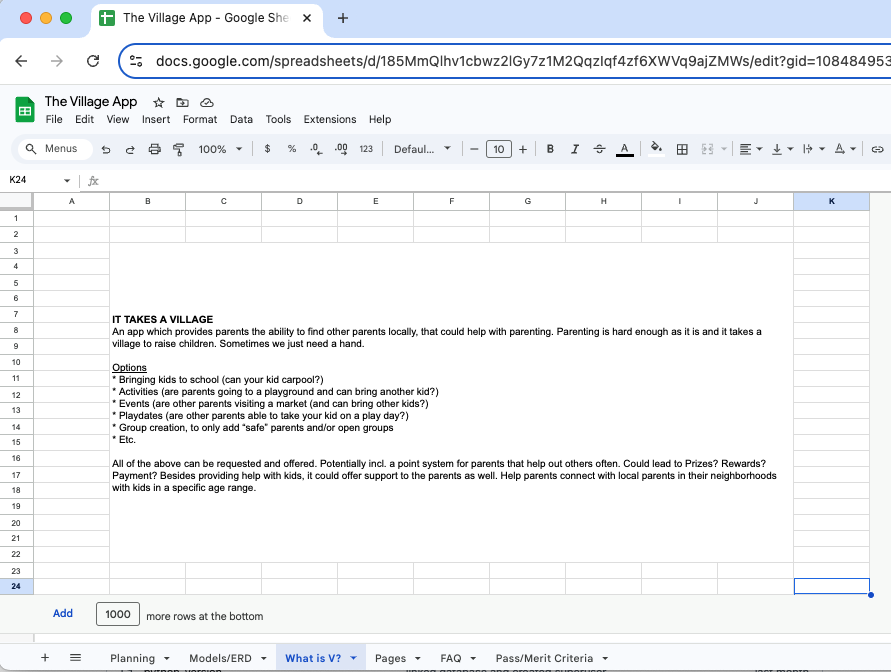 The Village App - Google She
docs.google.com/spreadsheets/d/185MmQlhv1cbwz2lGy7z1M2Qqzlqf4zf6XWVq9ajZMWs/edit?gid=108484953
The Village App
File Edit View Insert Format Data Tools Extensions Help
Menus 100% $ % .0 .00 123 Defaul... 10 B I S A
K24 fx
A B C D E F G H I J K
1
2
3
4
5
6
7
IT TAKES A VILLAGE
8 An app which provides parents the ability to find other parents locally, that could help with parenting. Parenting is hard enough as it is and it takes a
9 village to raise children. Sometimes we just need a hand.
10 Options
11 * Bringing kids to school (can your kid carpool?)
12 * Activities (are parents going to a playground and can bring another kid?)
13 * Events (are other parents visiting a market (and can bring other kids?)
* Playdates (are other parents able to take your kid on a play day?)
14 * Group creation, to only add “safe” parents and/or open groups
15 * Etc.
16 All of the above can be requested and offered. Potentially incl. a point system for parents that help out others often. Could lead to Prizes? Rewards?
17 Payment? Besides providing help with kids, it could offer support to the parents as well. Help parents connect with local parents in their neighborhoods
18 with kids in a specific age range.
19
20
21
22
23
24
Add 1000 more rows at the bottom
Planning Models/ERD What is V? Pages FAQ Pass/Merit Criteria